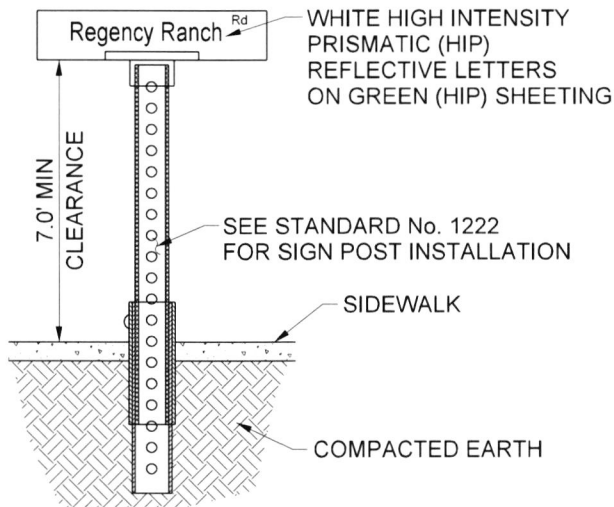 Regency Ranch Rd
WHITE HIGH INTENSITY
PRISMATIC (HIP)
REFLECTIVE LETTERS
ON GREEN (HIP) SHEETING
7.0' MIN
CLEARANCE
SEE STANDARD No. 1222
FOR SIGN POST INSTALLATION
SIDEWALK
COMPACTED EARTH